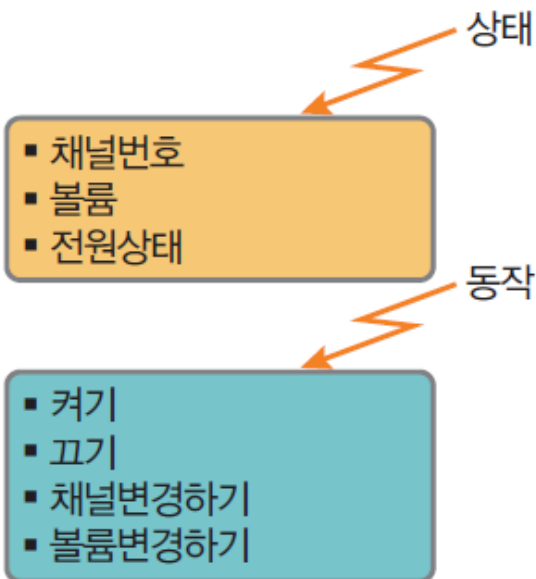 상태
▪ 채널번호
▪ 볼륨
▪ 전원상태
동작
▪ 켜기
▪ 끄기
▪ 채널변경하기
▪ 볼륨변경하기